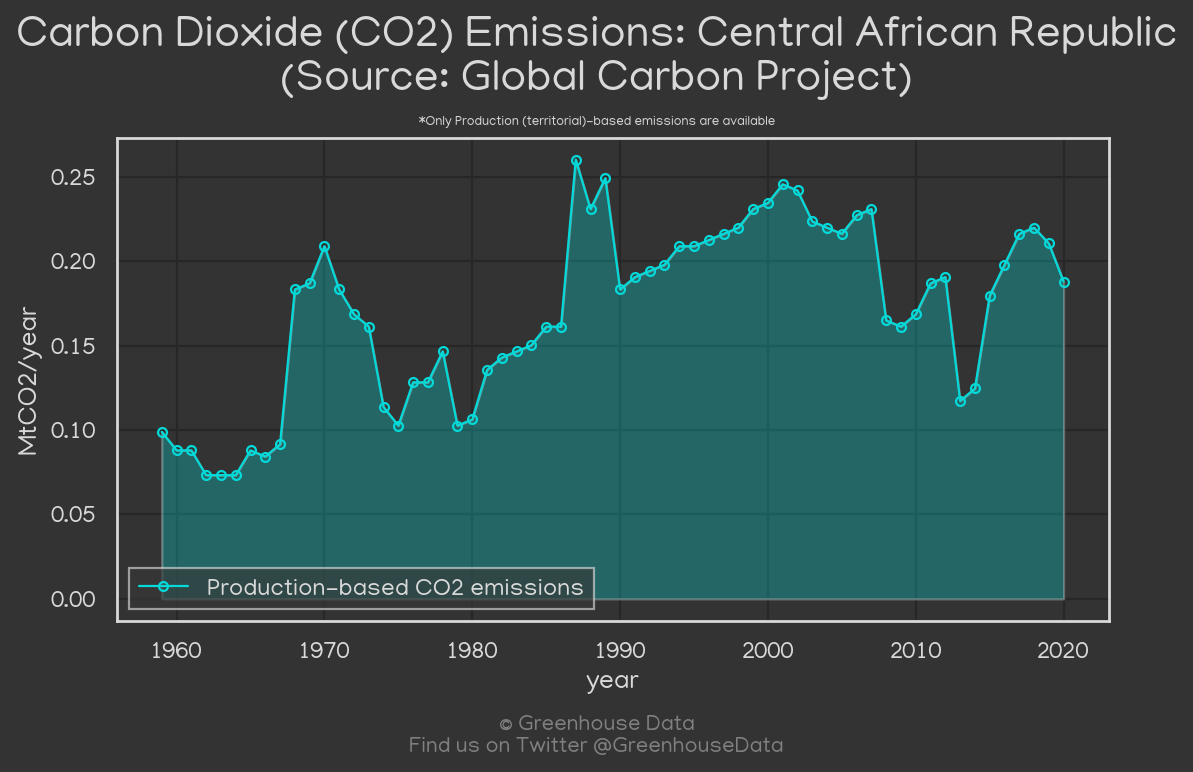 Carbon Dioxide (CO2) Emissions: Central African Republic
(Source: Global Carbon Project)
*Only Production (territorial)-based emissions are available
0.25
0.20
0.15
0.10
0.05
0.00
MtCO2/year
Production-based CO2 emissions
1960 1970 1980 1990 2000 2010 2020
year
© Greenhouse Data
Find us on Twitter @GreenhouseData